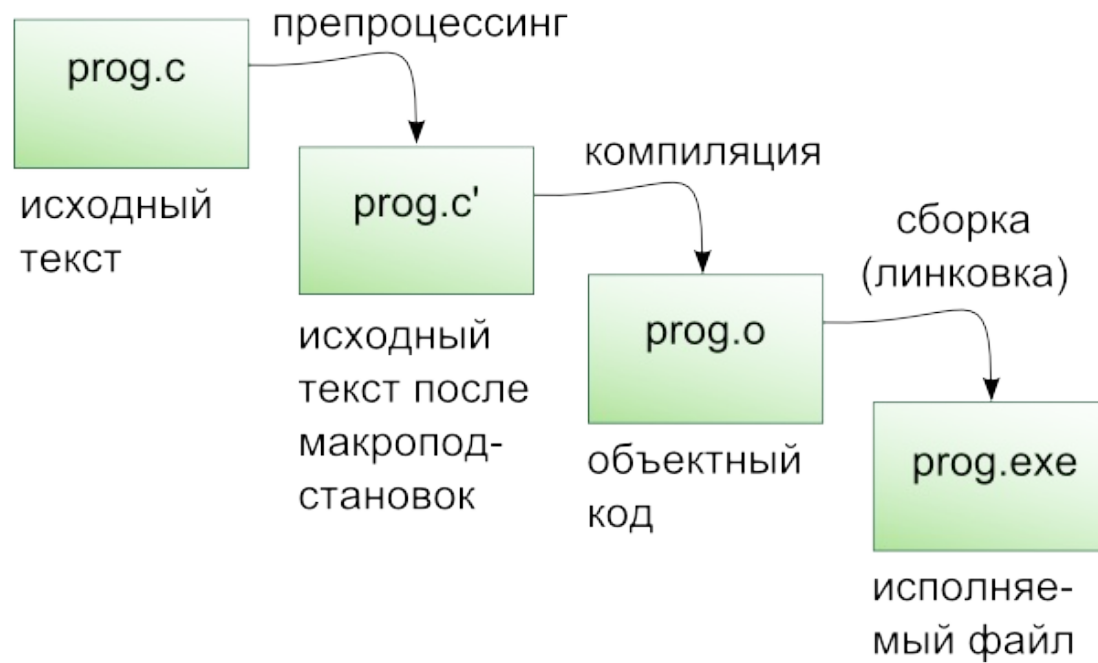 препроцессинг
prog.c
исходный
текст
компиляция
prog.c'
исходный
текст после
макропод-
становок
сборка
(линковка)
prog.o
объектный
код
prog.exe
исполняе-
мый файл